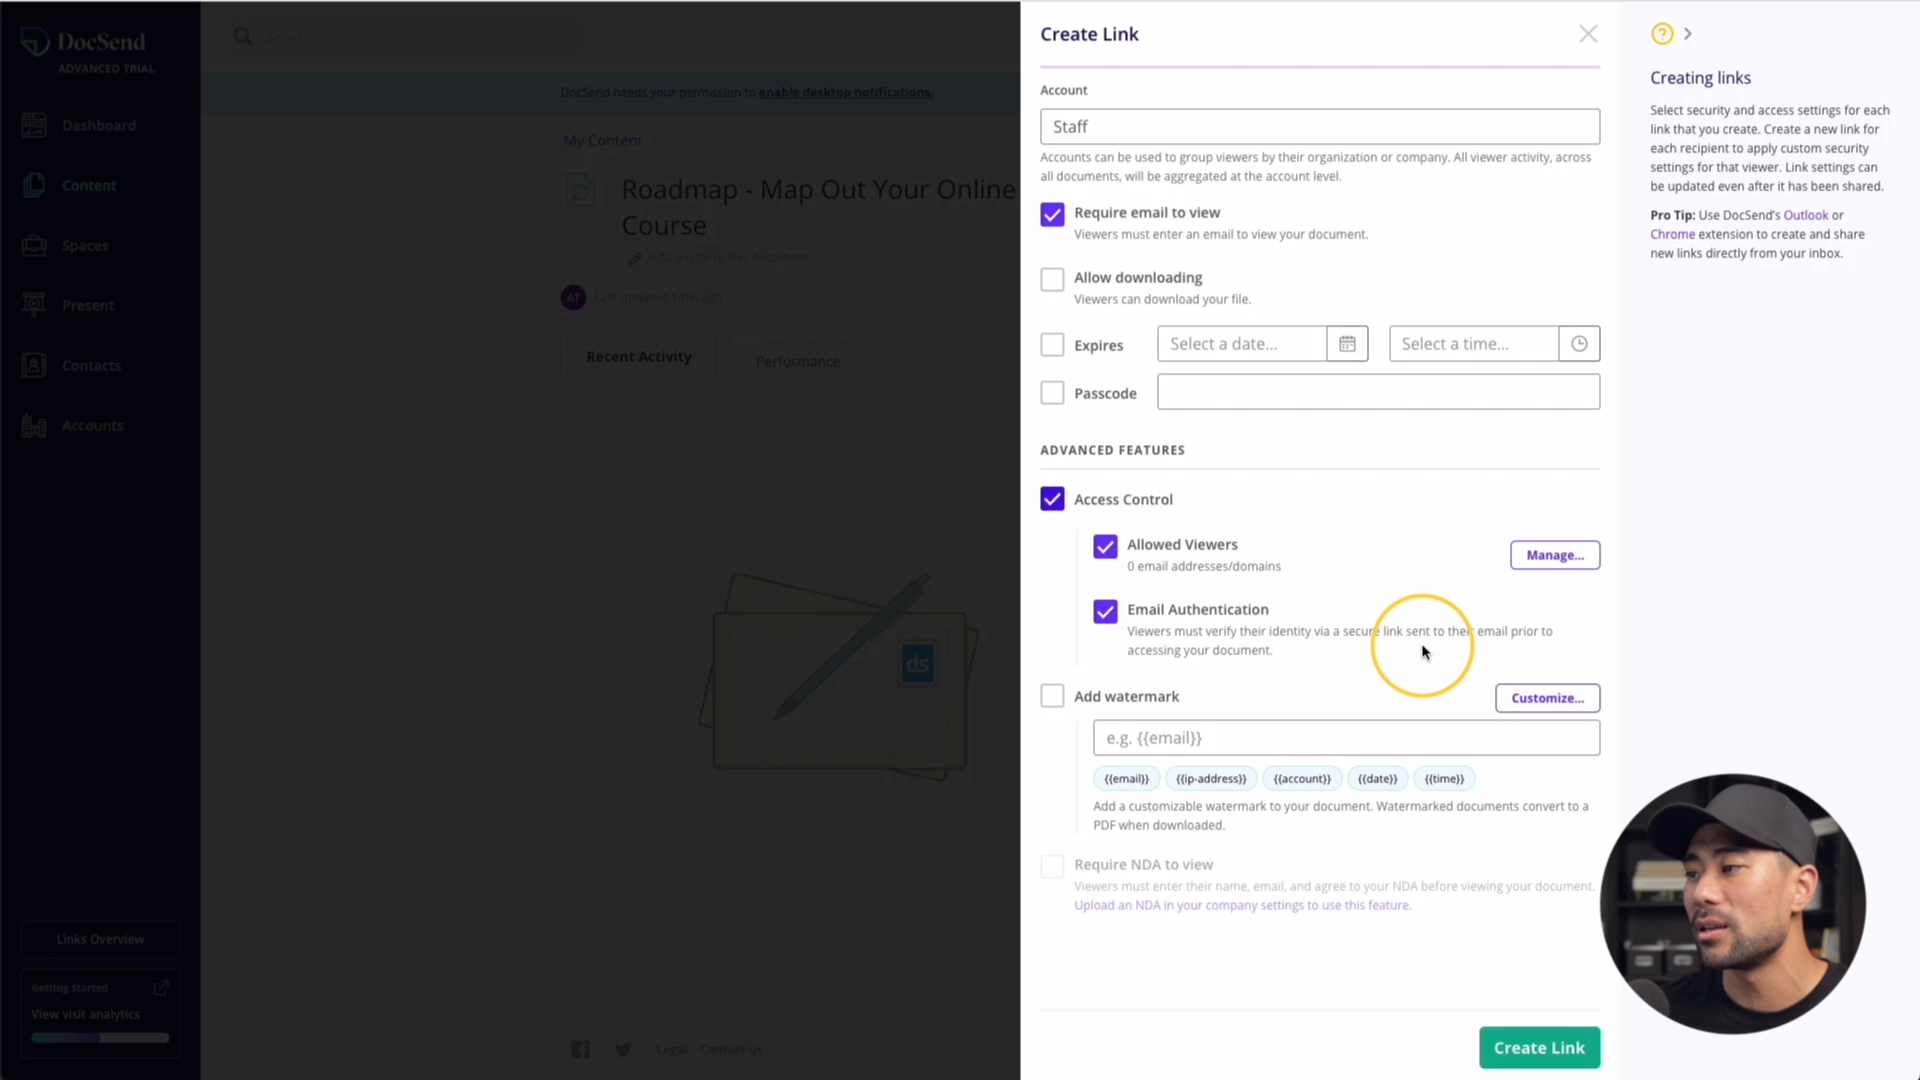 DocSend
ADVANCED TRIAL
Dashboard
Content
Spaces
Present
Contacts
Accounts
Links Overview
Getting Started
View visit analytics
Search
DocSend needs your permission to enable desktop notifications.
My Content
Roadmap - Map Out Your Online
Course
Add a note to this document
AT
Last updated 1min ago
Recent Activity
Performance
ds
Legal
Contact Us
Create Link
Account
Staff
Accounts can be used to group viewers by their organization or company. All viewer activity, across
all documents, will be aggregated at the account level.
Require email to view
Viewers must enter an email to view your document.
Allow downloading
Viewers can download your file.
Expires
Select a date...
Select a time...
Passcode
ADVANCED FEATURES
Access Control
Allowed Viewers
0 email addresses/domains
Manage...
Email Authentication
Viewers must verify their identity via a secure link sent to their email prior to
accessing your document.
Add watermark
Customize...
e.g. {{email}}
{{email}} {{ip-address}} {{account}} {{date}} {{time}}
Add a customizable watermark to your document. Watermarked documents convert to a
PDF when downloaded.
Require NDA to view
Viewers must enter their name, email, and agree to your NDA before viewing your document.
Upload an NDA in your company settings to use this feature.
Create Link
?
Creating links
Select security and access settings for each
link that you create. Create a new link for
each recipient to apply custom security
settings for that viewer. Link settings can
be updated even after it has been shared.
Pro Tip: Use DocSend's Outlook or
Chrome extension to create and share
new links directly from your inbox.